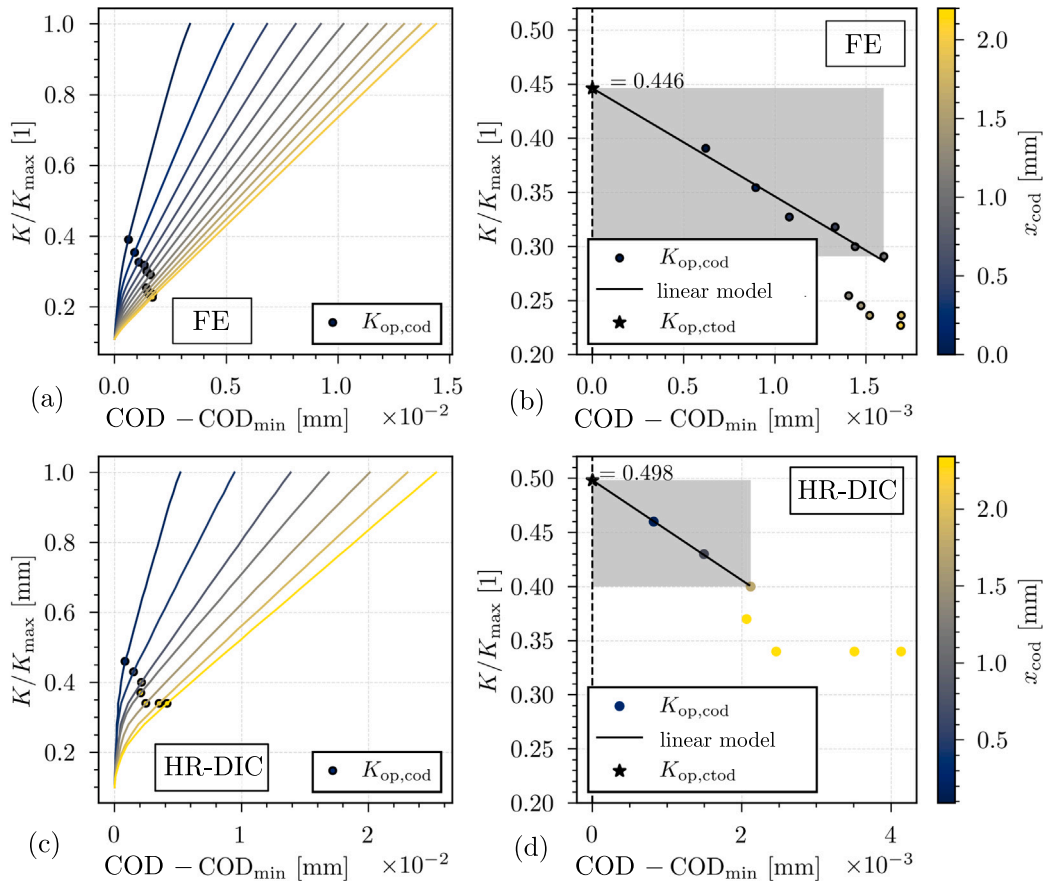 1.0
0.8
0.6
0.4
0.2
K/K_max [1]
FE
K_op,cod
0.0 0.5 1.0 1.5
(a) COD − COD_min [mm] ×10^−2
0.50
0.45
0.40
0.35
0.30
0.25
0.20
K/K_max [1]
= 0.446
FE
K_op,cod
linear model
K_op,ctod
0.0 0.5 1.0 1.5
(b) COD − COD_min [mm] ×10^−3
2.0
1.5
1.0
0.5
0.0
x_cod [mm]
1.0
0.8
0.6
0.4
0.2
K/K_max [mm]
HR-DIC
K_op,cod
0 1 2
(c) COD − COD_min [mm] ×10^−2
0.50
0.45
0.40
0.35
0.30
0.25
0.20
K/K_max [1]
= 0.498
HR-DIC
K_op,cod
linear model
K_op,ctod
0 2 4
(d) COD − COD_min [mm] ×10^−3
2.0
1.5
1.0
0.5
x_cod [mm]